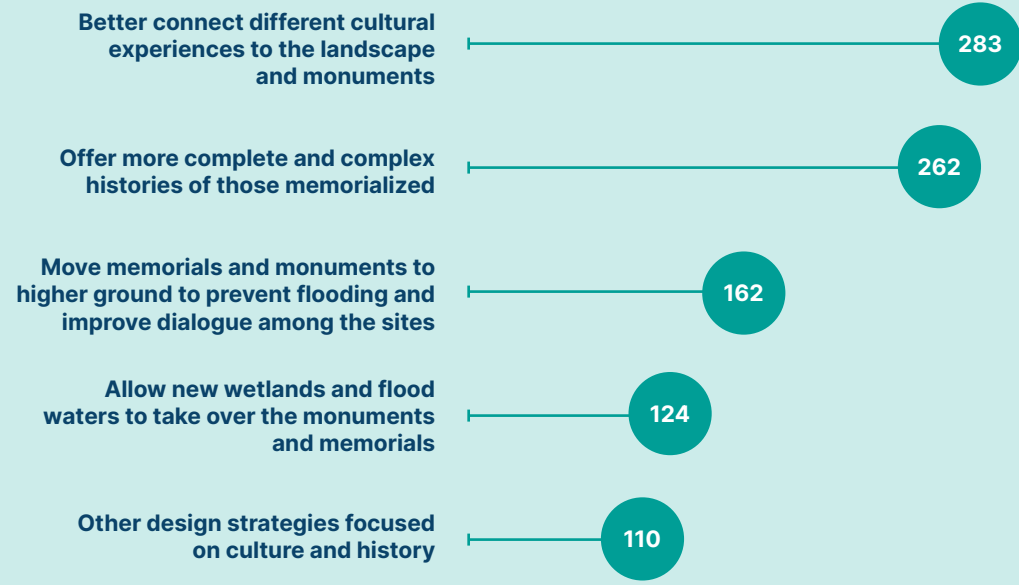 Better connect different cultural
experiences to the landscape
and monuments
283
Offer more complete and complex
histories of those memorialized
262
Move memorials and monuments to
higher ground to prevent flooding and
improve dialogue among the sites
162
Allow new wetlands and flood
waters to take over the monuments
and memorials
124
Other design strategies focused
on culture and history
110